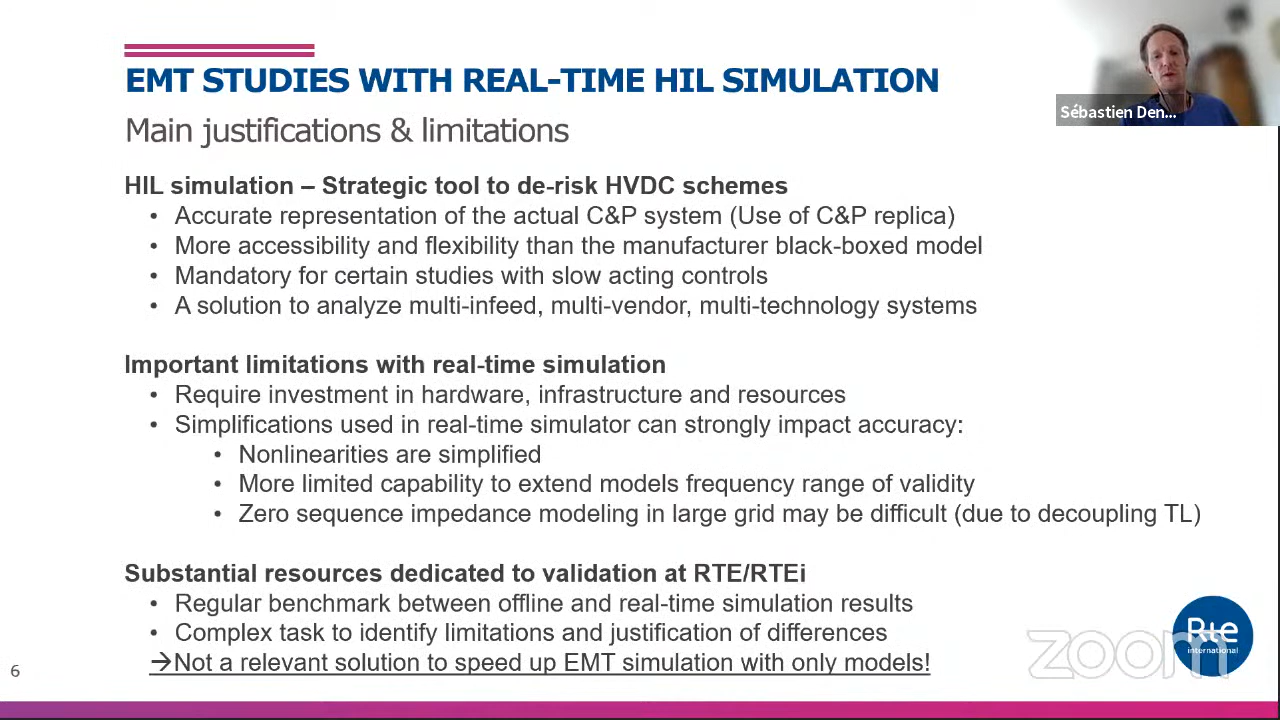 EMT STUDIES WITH REAL-TIME HIL SIMULATION
Main justifications & limitations
Sébastien Den...
HIL simulation – Strategic tool to de-risk HVDC schemes
• Accurate representation of the actual C&P system (Use of C&P replica)
• More accessibility and flexibility than the manufacturer black-boxed model
• Mandatory for certain studies with slow acting controls
• A solution to analyze multi-infeed, multi-vendor, multi-technology systems
Important limitations with real-time simulation
• Require investment in hardware, infrastructure and resources
• Simplifications used in real-time simulator can strongly impact accuracy:
• Nonlinearities are simplified
• More limited capability to extend models frequency range of validity
• Zero sequence impedance modeling in large grid may be difficult (due to decoupling TL)
Substantial resources dedicated to validation at RTE/RTEi
• Regular benchmark between offline and real-time simulation results
• Complex task to identify limitations and justification of differences
→Not a relevant solution to speed up EMT simulation with only models!
Rte
international
zoom
6